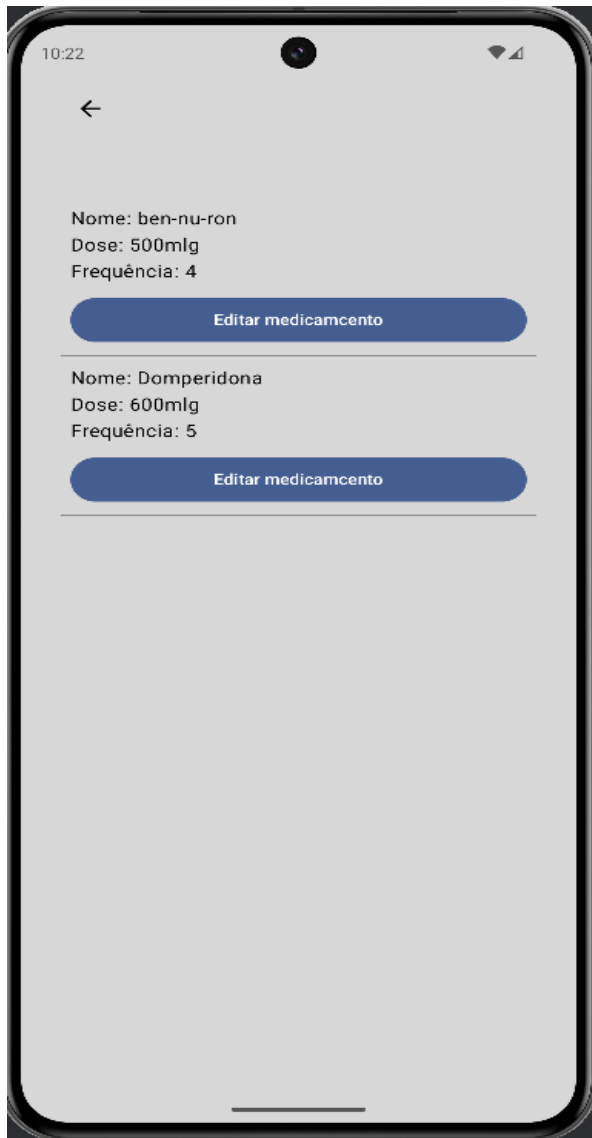 10:22
Nome: ben-nu-ron
Dose: 500mlg
Frequência: 4
Editar medicamcento
Nome: Domperidona
Dose: 600mlg
Frequência: 5
Editar medicamcento